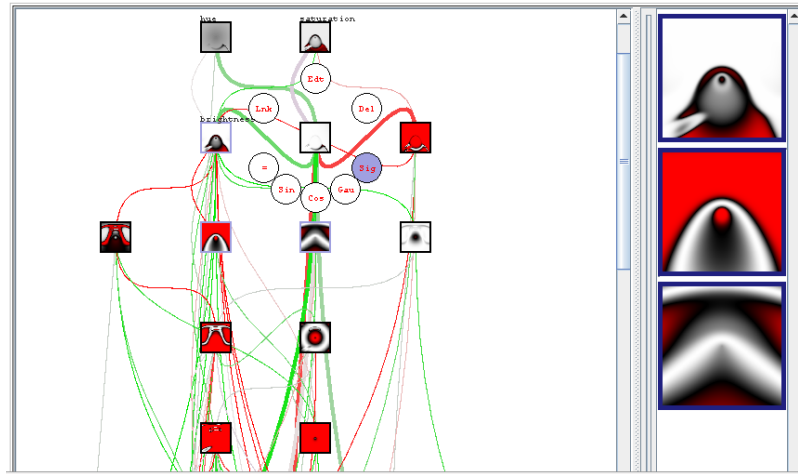 hue saturation
Edt
Lnk Del
brightness
= Sig
Sin Gau
Cos